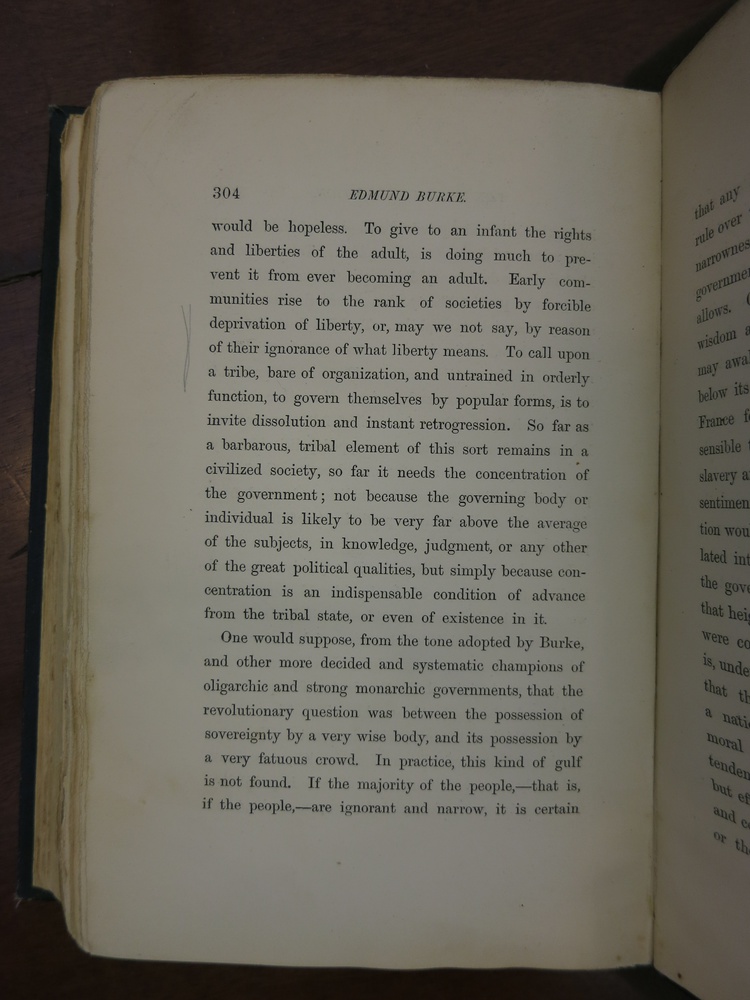 304
EDMUND BURKE.
would be hopeless. To give to an infant the rights
and liberties of the adult, is doing much to pre-
vent it from ever becoming an adult. Early com-
munities rise to the rank of societies by forcible
deprivation of liberty, or, may we not say, by reason
of their ignorance of what liberty means. To call upon
a tribe, bare of organization, and untrained in orderly
function, to govern themselves by popular forms, is to
invite dissolution and instant retrogression. So far as
a barbarous, tribal element of this sort remains in a
civilized society, so far it needs the concentration of
the government; not because the governing body or
individual is likely to be very far above the average
of the subjects, in knowledge, judgment, or any other
of the great political qualities, but simply because con-
centration is an indispensable condition of advance
from the tribal state, or even of existence in it.
One would suppose, from the tone adopted by Burke,
and other more decided and systematic champions of
oligarchic and strong monarchic governments, that the
revolutionary question was between the possession of
sovereignty by a very wise body, and its possession by
a very fatuous crowd. In practice, this kind of gulf
is not found. If the majority of the people,—that is,
if the people,—are ignorant and narrow, it is certain
that any
rule over
narrownes
governme
allows.
wisdom a
may awa
below its
France f
sensible
slavery a
sentimen
tion wou
lated int
the gove
that heig
were co
is, unde
that th
a nati
moral
tenden
but ef
and c
or the